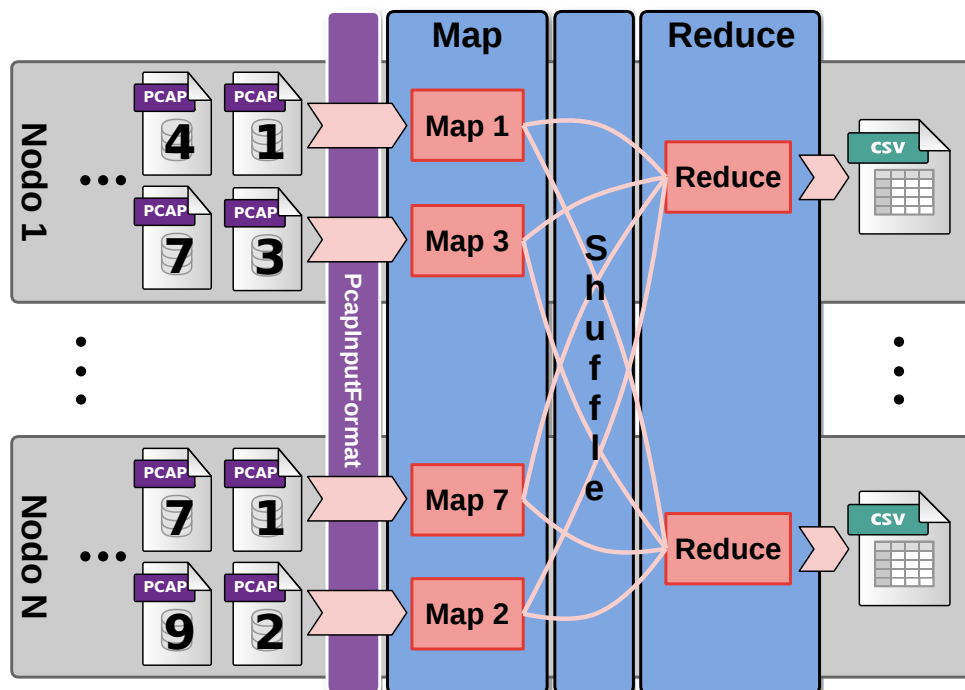 Map
Reduce
Nodo 1
PCAP
4
PCAP
1
...
PCAP
7
PCAP
3
PcapInputFormat
Map 1
Map 3
Shuffle
Reduce
CSV
Nodo N
PCAP
7
PCAP
1
...
PCAP
9
PCAP
2
Map 7
Map 2
Reduce
CSV